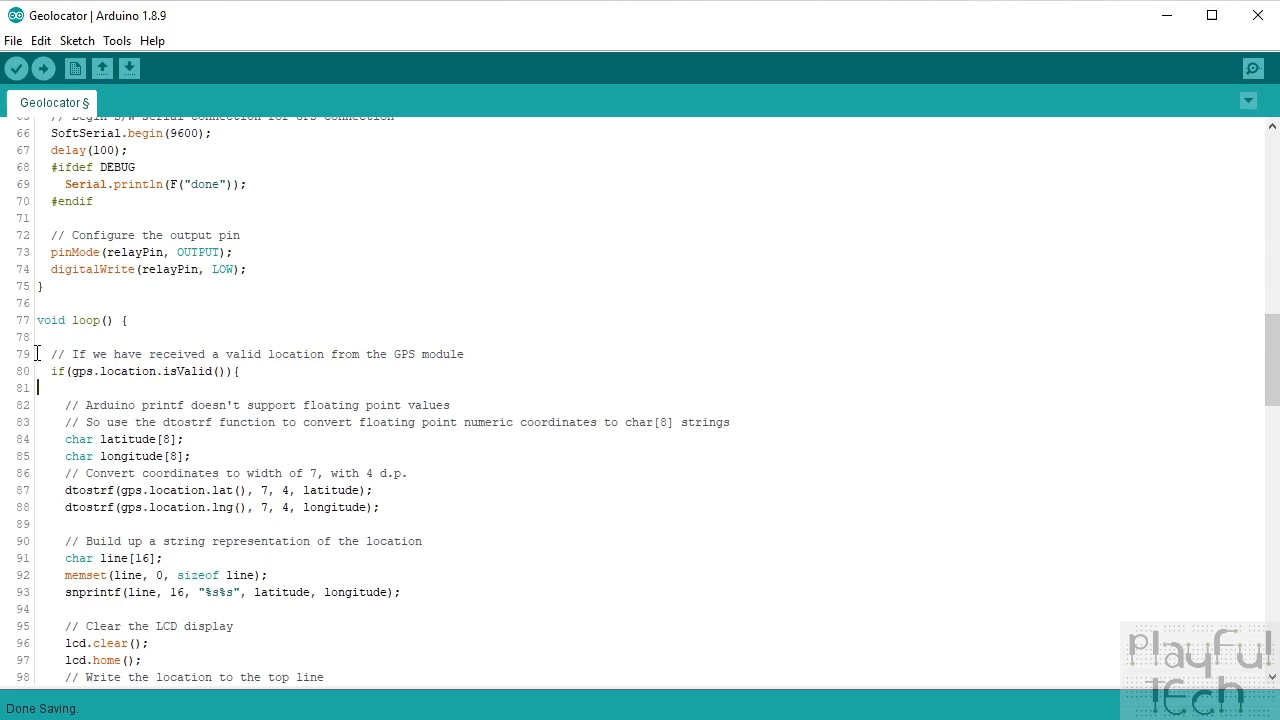 Geolocator | Arduino 1.8.9
File Edit Sketch Tools Help
Geolocator §
65 // Begin S/W Serial connection for GPS connection
66 SoftSerial.begin(9600);
67 delay(100);
68 #ifdef DEBUG
69 Serial.println(F("done"));
70 #endif
71
72 // Configure the output pin
73 pinMode(relayPin, OUTPUT);
74 digitalWrite(relayPin, LOW);
75 }
76
77 void loop() {
78
79 // If we have received a valid location from the GPS module
80 if(gps.location.isValid()){
81
82 // Arduino printf doesn't support floating point values
83 // So use the dtostrf function to convert floating point numeric coordinates to char[8] strings
84 char latitude[8];
85 char longitude[8];
86 // Convert coordinates to width of 7, with 4 d.p.
87 dtostrf(gps.location.lat(), 7, 4, latitude);
88 dtostrf(gps.location.lng(), 7, 4, longitude);
89
90 // Build up a string representation of the location
91 char line[16];
92 memset(line, 0, sizeof line);
93 snprintf(line, 16, "%s%s", latitude, longitude);
94
95 // Clear the LCD display
96 lcd.clear();
97 lcd.home();
98 // Write the location to the top line
Playful
tech
Done Saving.